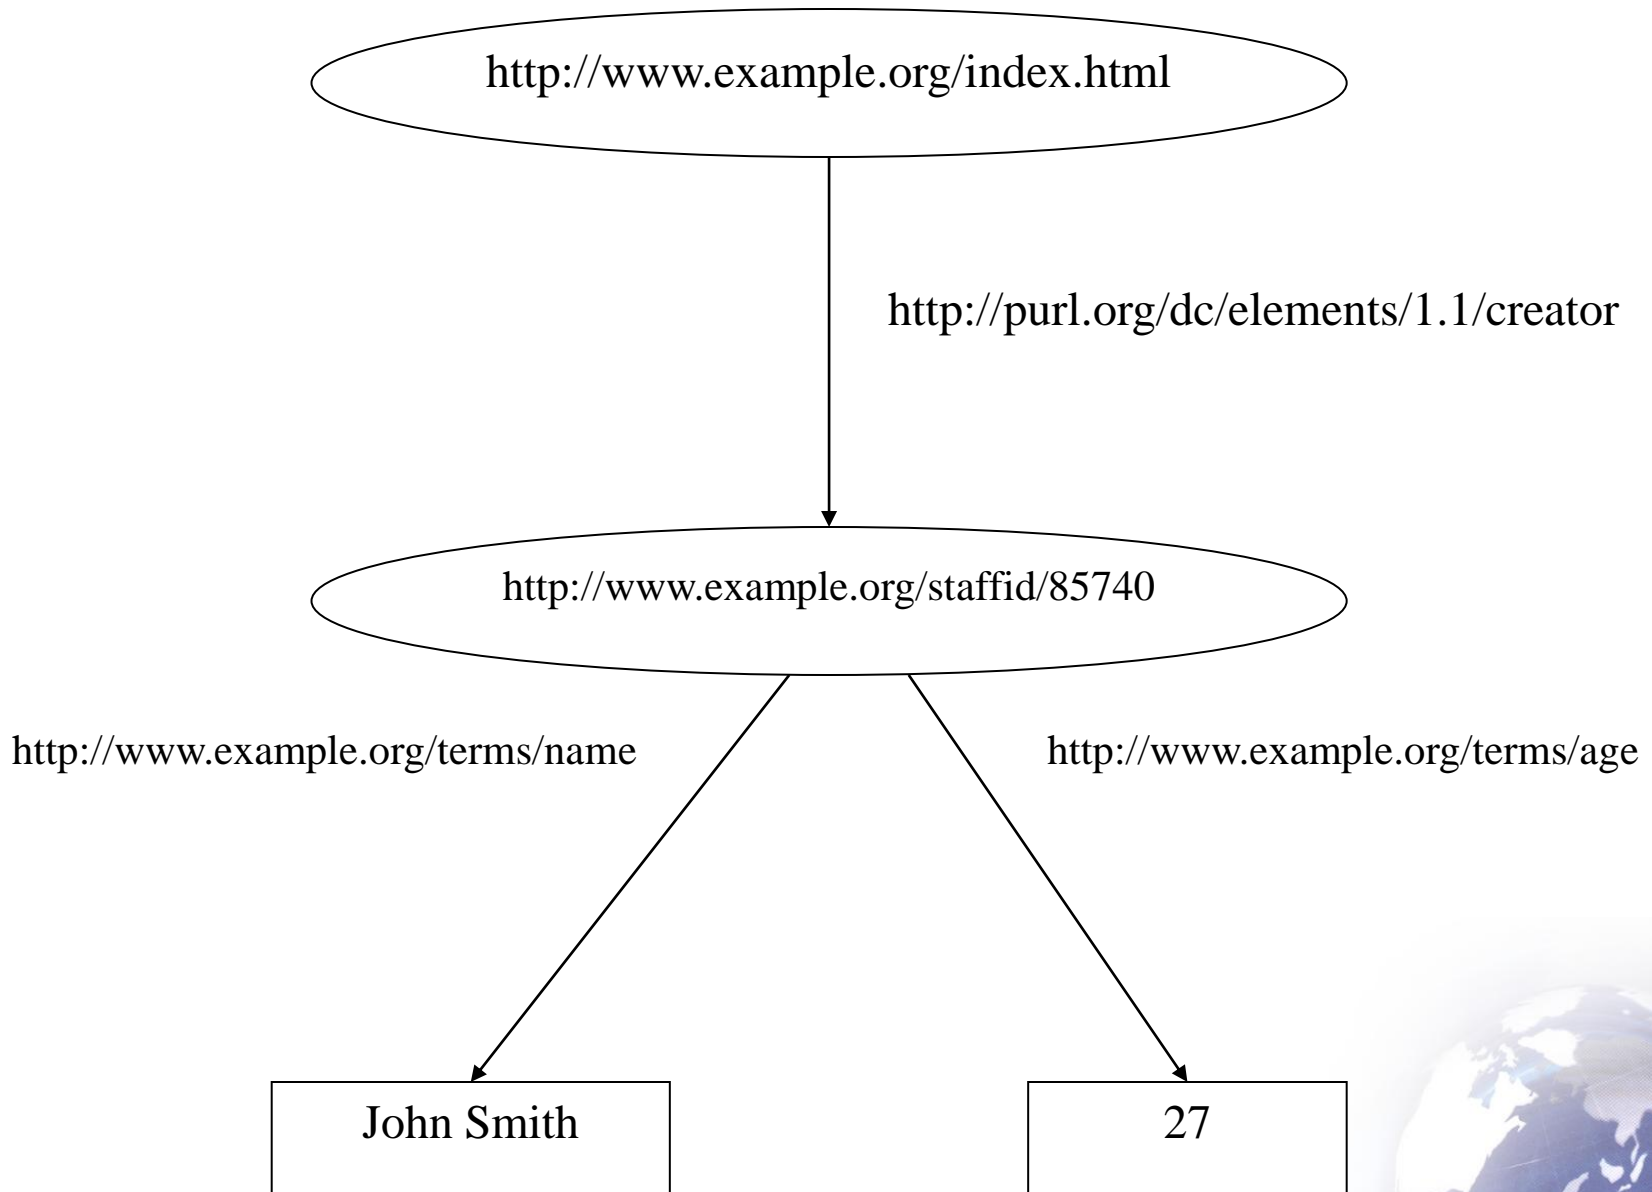 http://www.example.org/index.html
http://purl.org/dc/elements/1.1/creator
http://www.example.org/staffid/85740
http://www.example.org/terms/name
http://www.example.org/terms/age
John Smith
27